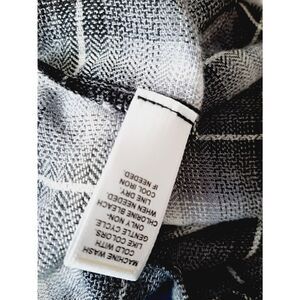 MACHINE WASH
COLD WITH
LIKE COLORS.
GENTLE CYCLE.
ONLY NON-
CHLORINE BLEACH
WHEN NEEDED.
LINE DRY.
COOL IRON
IF NEEDED.